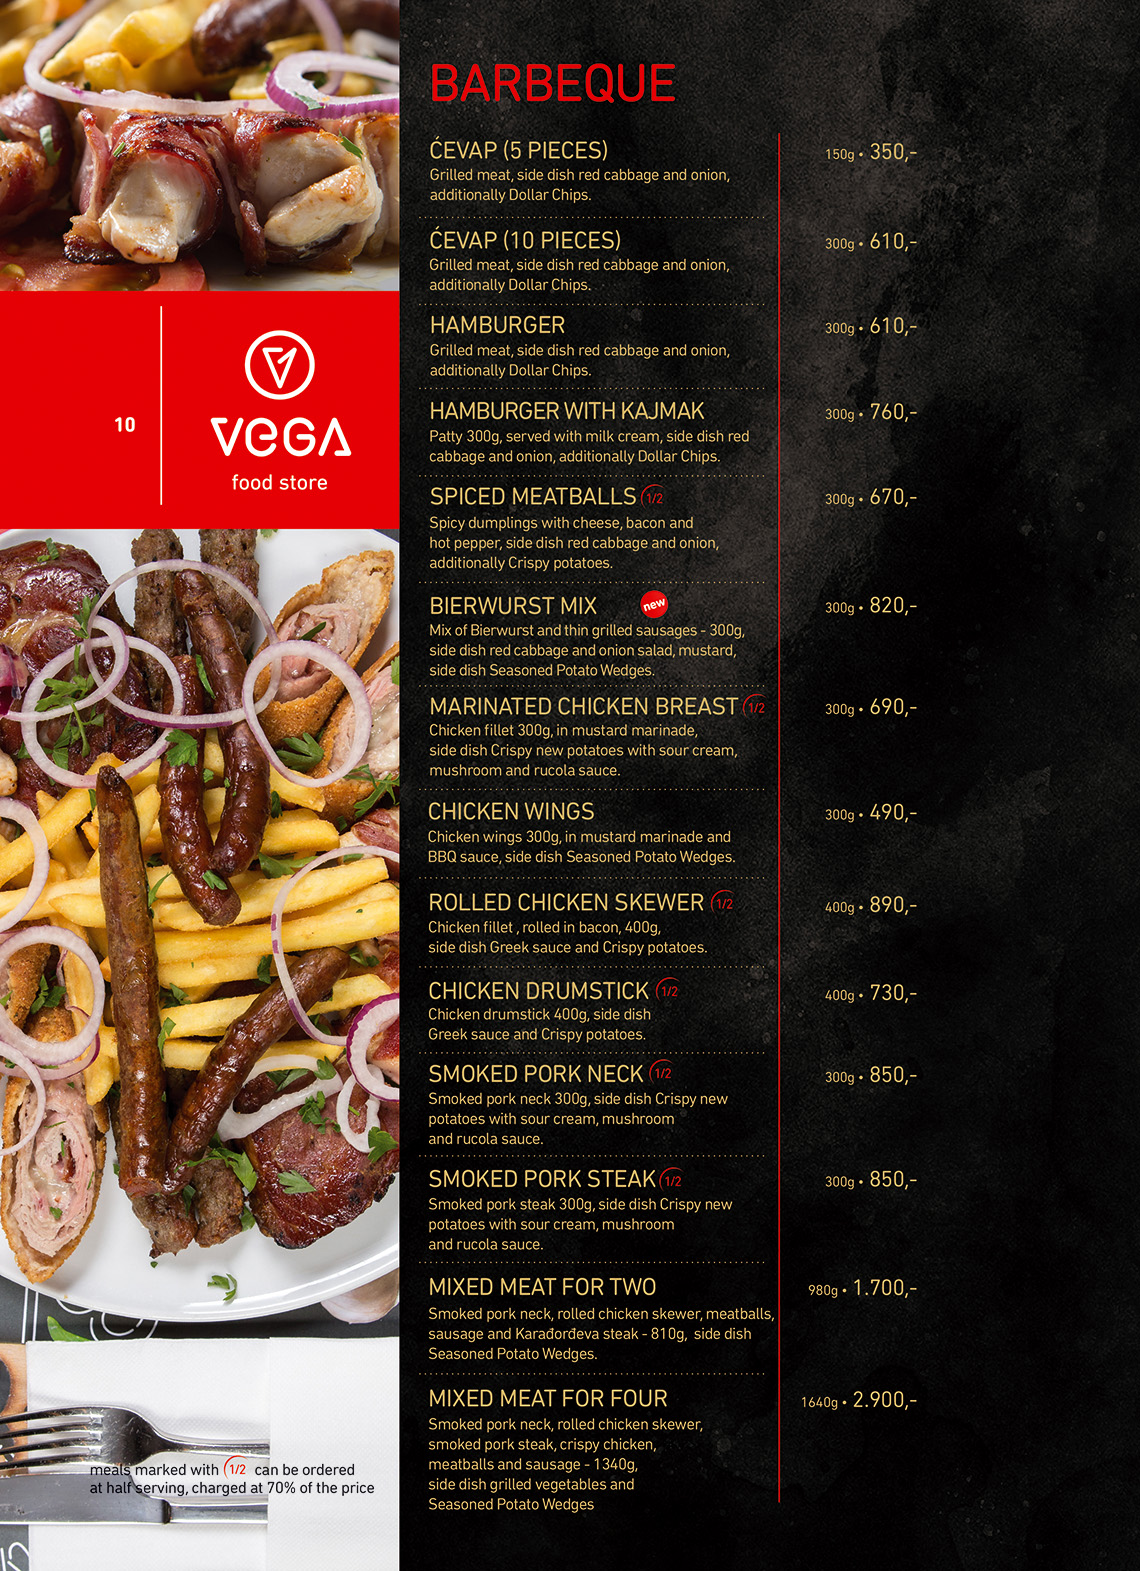 BARBEQUE
ĆEVAP (5 PIECES) 150g • 350,-
Grilled meat, side dish red cabbage and onion,
additionally Dollar Chips.
ĆEVAP (10 PIECES) 300g • 610,-
Grilled meat, side dish red cabbage and onion,
additionally Dollar Chips.
HAMBURGER 300g • 610,-
Grilled meat, side dish red cabbage and onion,
additionally Dollar Chips.
HAMBURGER WITH KAJMAK 300g • 760,-
Patty 300g, served with milk cream, side dish red
cabbage and onion, additionally Dollar Chips.
SPICED MEATBALLS 1/2 300g • 670,-
Spicy dumplings with cheese, bacon and
hot pepper, side dish red cabbage and onion,
additionally Crispy potatoes.
BIERWURST MIX new 300g • 820,-
Mix of Bierwurst and thin grilled sausages - 300g,
side dish red cabbage and onion salad, mustard,
side dish Seasoned Potato Wedges.
MARINATED CHICKEN BREAST 1/2 300g • 690,-
Chicken fillet 300g, in mustard marinade,
side dish Crispy new potatoes with sour cream,
mushroom and rucola sauce.
CHICKEN WINGS 300g • 490,-
Chicken wings 300g, in mustard marinade and
BBQ sauce, side dish Seasoned Potato Wedges.
ROLLED CHICKEN SKEWER 1/2 400g • 890,-
Chicken fillet , rolled in bacon, 400g,
side dish Greek sauce and Crispy potatoes.
CHICKEN DRUMSTICK 1/2 400g • 730,-
Chicken drumstick 400g, side dish
Greek sauce and Crispy potatoes.
SMOKED PORK NECK 1/2 300g • 850,-
Smoked pork neck 300g, side dish Crispy new
potatoes with sour cream, mushroom
and rucola sauce.
SMOKED PORK STEAK 1/2 300g • 850,-
Smoked pork steak 300g, side dish Crispy new
potatoes with sour cream, mushroom
and rucola sauce.
MIXED MEAT FOR TWO 980g • 1.700,-
Smoked pork neck, rolled chicken skewer, meatballs,
sausage and Karađorđeva steak - 810g, side dish
Seasoned Potato Wedges.
MIXED MEAT FOR FOUR 1640g • 2.900,-
Smoked pork neck, rolled chicken skewer,
smoked pork steak, crispy chicken,
meatballs and sausage - 1340g,
side dish grilled vegetables and
Seasoned Potato Wedges
10
VEGA
food store
meals marked with 1/2 can be ordered
at half serving, charged at 70% of the price